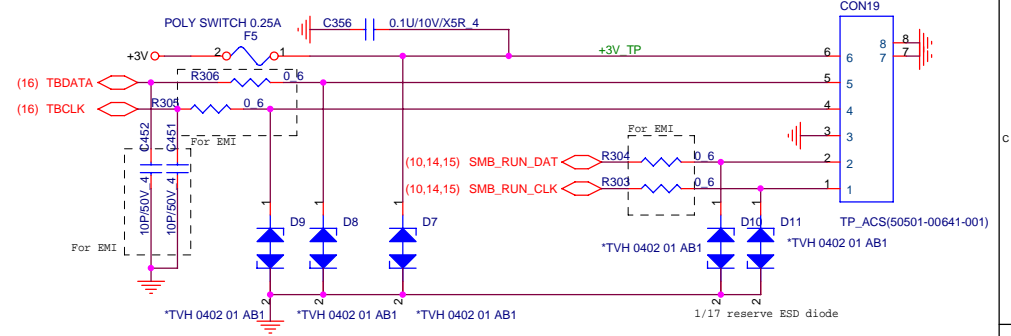 CON19
POLY SWITCH 0.25A
F5
C356
0.1U/10V/X5R_4
+3V
2
1
+3V_TP
6
6
8
8
7
7
(16) TBDATA
R306
0_6
5
5
(16) TBCLK
R305
0_6
4
4
For EMI
C452
C451
10P/50V_4
10P/50V_4
For EMI
For EMI
3
3
(10,14,15) SMB_RUN_DAT
R304
0_6
2
2
(10,14,15) SMB_RUN_CLK
R303
0_6
1
1
TP_ACS(50501-00641-001)
1
D9
1
D8
1
D7
1
D10
1
D11
*TVH 0402 01 AB1
*TVH 0402 01 AB1
2
2
2
2
2
*TVH 0402 01 AB1
*TVH 0402 01 AB1
*TVH 0402 01 AB1
1/17 reserve ESD diode
C